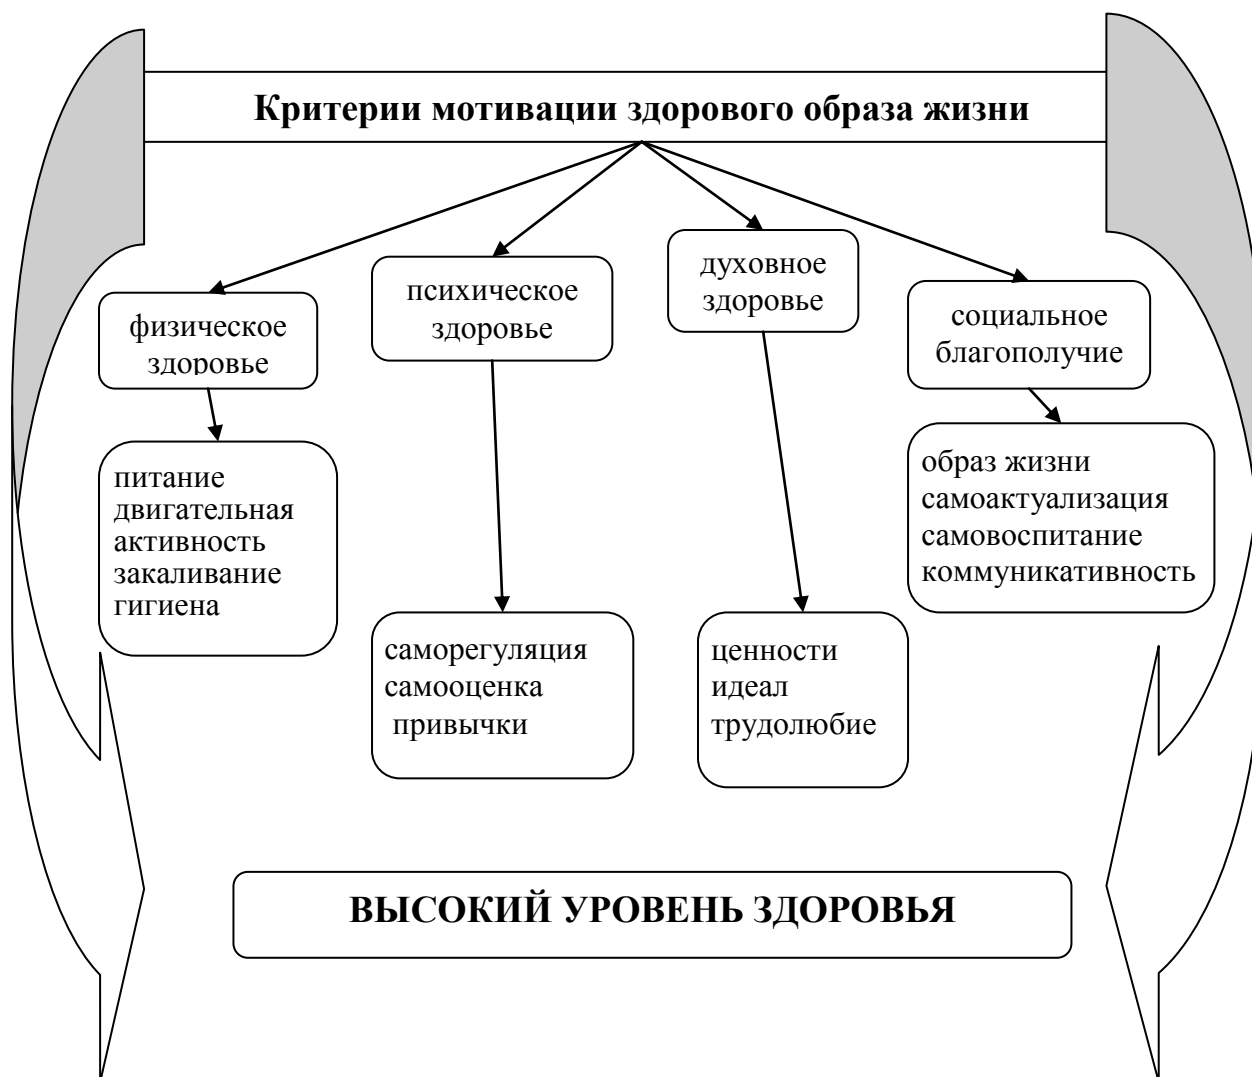 Критерии мотивации здорового образа жизни
физическое
здоровье
психическое
здоровье
духовное
здоровье
социальное
благополучие
питание
двигательная
активность
закаливание
гигиена
саморегуляция
самооценка
привычки
ценности
идеал
трудолюбие
образ жизни
самоактуализация
самовоспитание
коммуникативность
ВЫСОКИЙ УРОВЕНЬ ЗДОРОВЬЯ